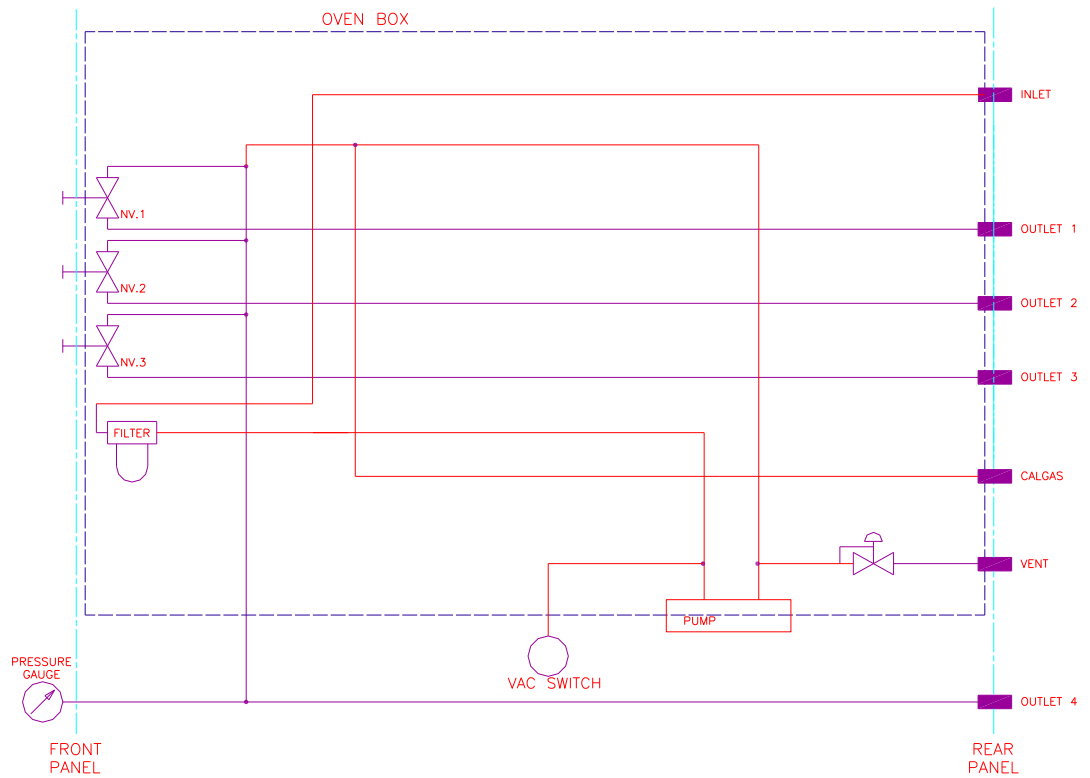 OVEN BOX
INLET
NV.1
OUTLET 1
NV.2
OUTLET 2
NV.3
OUTLET 3
FILTER
CALGAS
VENT
PUMP
PRESSURE
GAUGE
VAC SWITCH
OUTLET 4
FRONT
PANEL
REAR
PANEL